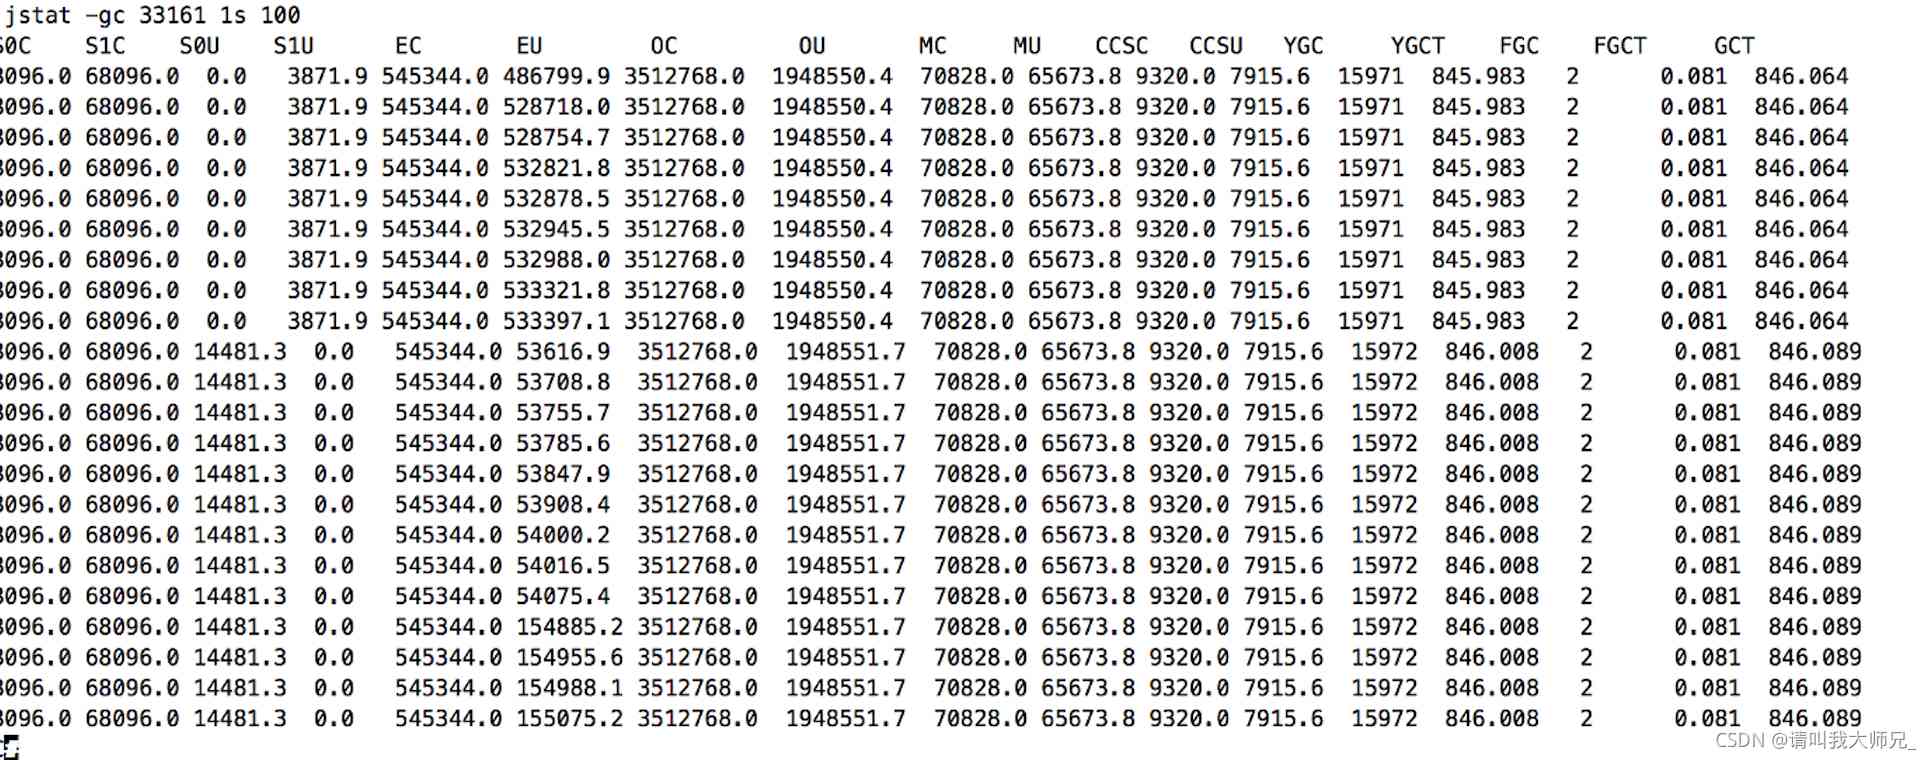 jstat -gc 33161 1s 100
S0C S1C S0U S1U EC EU OC OU MC MU CCSC CCSU YGC YGCT FGC FGCT GCT
8096.0 68096.0 0.0 3871.9 545344.0 486799.9 3512768.0 1948550.4 70828.0 65673.8 9320.0 7915.6 15971 845.983 2 0.081 846.064
8096.0 68096.0 0.0 3871.9 545344.0 528718.0 3512768.0 1948550.4 70828.0 65673.8 9320.0 7915.6 15971 845.983 2 0.081 846.064
8096.0 68096.0 0.0 3871.9 545344.0 528754.7 3512768.0 1948550.4 70828.0 65673.8 9320.0 7915.6 15971 845.983 2 0.081 846.064
8096.0 68096.0 0.0 3871.9 545344.0 532821.8 3512768.0 1948550.4 70828.0 65673.8 9320.0 7915.6 15971 845.983 2 0.081 846.064
8096.0 68096.0 0.0 3871.9 545344.0 532878.5 3512768.0 1948550.4 70828.0 65673.8 9320.0 7915.6 15971 845.983 2 0.081 846.064
8096.0 68096.0 0.0 3871.9 545344.0 532945.5 3512768.0 1948550.4 70828.0 65673.8 9320.0 7915.6 15971 845.983 2 0.081 846.064
8096.0 68096.0 0.0 3871.9 545344.0 532988.0 3512768.0 1948550.4 70828.0 65673.8 9320.0 7915.6 15971 845.983 2 0.081 846.064
8096.0 68096.0 0.0 3871.9 545344.0 533321.8 3512768.0 1948550.4 70828.0 65673.8 9320.0 7915.6 15971 845.983 2 0.081 846.064
8096.0 68096.0 0.0 3871.9 545344.0 533397.1 3512768.0 1948550.4 70828.0 65673.8 9320.0 7915.6 15971 845.983 2 0.081 846.064
8096.0 68096.0 14481.3 0.0 545344.0 53616.9 3512768.0 1948551.7 70828.0 65673.8 9320.0 7915.6 15972 846.008 2 0.081 846.089
8096.0 68096.0 14481.3 0.0 545344.0 53708.8 3512768.0 1948551.7 70828.0 65673.8 9320.0 7915.6 15972 846.008 2 0.081 846.089
8096.0 68096.0 14481.3 0.0 545344.0 53755.7 3512768.0 1948551.7 70828.0 65673.8 9320.0 7915.6 15972 846.008 2 0.081 846.089
8096.0 68096.0 14481.3 0.0 545344.0 53785.6 3512768.0 1948551.7 70828.0 65673.8 9320.0 7915.6 15972 846.008 2 0.081 846.089
8096.0 68096.0 14481.3 0.0 545344.0 53847.9 3512768.0 1948551.7 70828.0 65673.8 9320.0 7915.6 15972 846.008 2 0.081 846.089
8096.0 68096.0 14481.3 0.0 545344.0 53908.4 3512768.0 1948551.7 70828.0 65673.8 9320.0 7915.6 15972 846.008 2 0.081 846.089
8096.0 68096.0 14481.3 0.0 545344.0 54000.2 3512768.0 1948551.7 70828.0 65673.8 9320.0 7915.6 15972 846.008 2 0.081 846.089
8096.0 68096.0 14481.3 0.0 545344.0 54016.5 3512768.0 1948551.7 70828.0 65673.8 9320.0 7915.6 15972 846.008 2 0.081 846.089
8096.0 68096.0 14481.3 0.0 545344.0 54075.4 3512768.0 1948551.7 70828.0 65673.8 9320.0 7915.6 15972 846.008 2 0.081 846.089
8096.0 68096.0 14481.3 0.0 545344.0 154885.2 3512768.0 1948551.7 70828.0 65673.8 9320.0 7915.6 15972 846.008 2 0.081 846.089
8096.0 68096.0 14481.3 0.0 545344.0 154955.6 3512768.0 1948551.7 70828.0 65673.8 9320.0 7915.6 15972 846.008 2 0.081 846.089
8096.0 68096.0 14481.3 0.0 545344.0 154988.1 3512768.0 1948551.7 70828.0 65673.8 9320.0 7915.6 15972 846.008 2 0.081 846.089
8096.0 68096.0 14481.3 0.0 545344.0 155075.2 3512768.0 1948551.7 70828.0 65673.8 9320.0 7915.6 15972 846.008 2 0.081 846.089
CSDN @请叫我大师兄_